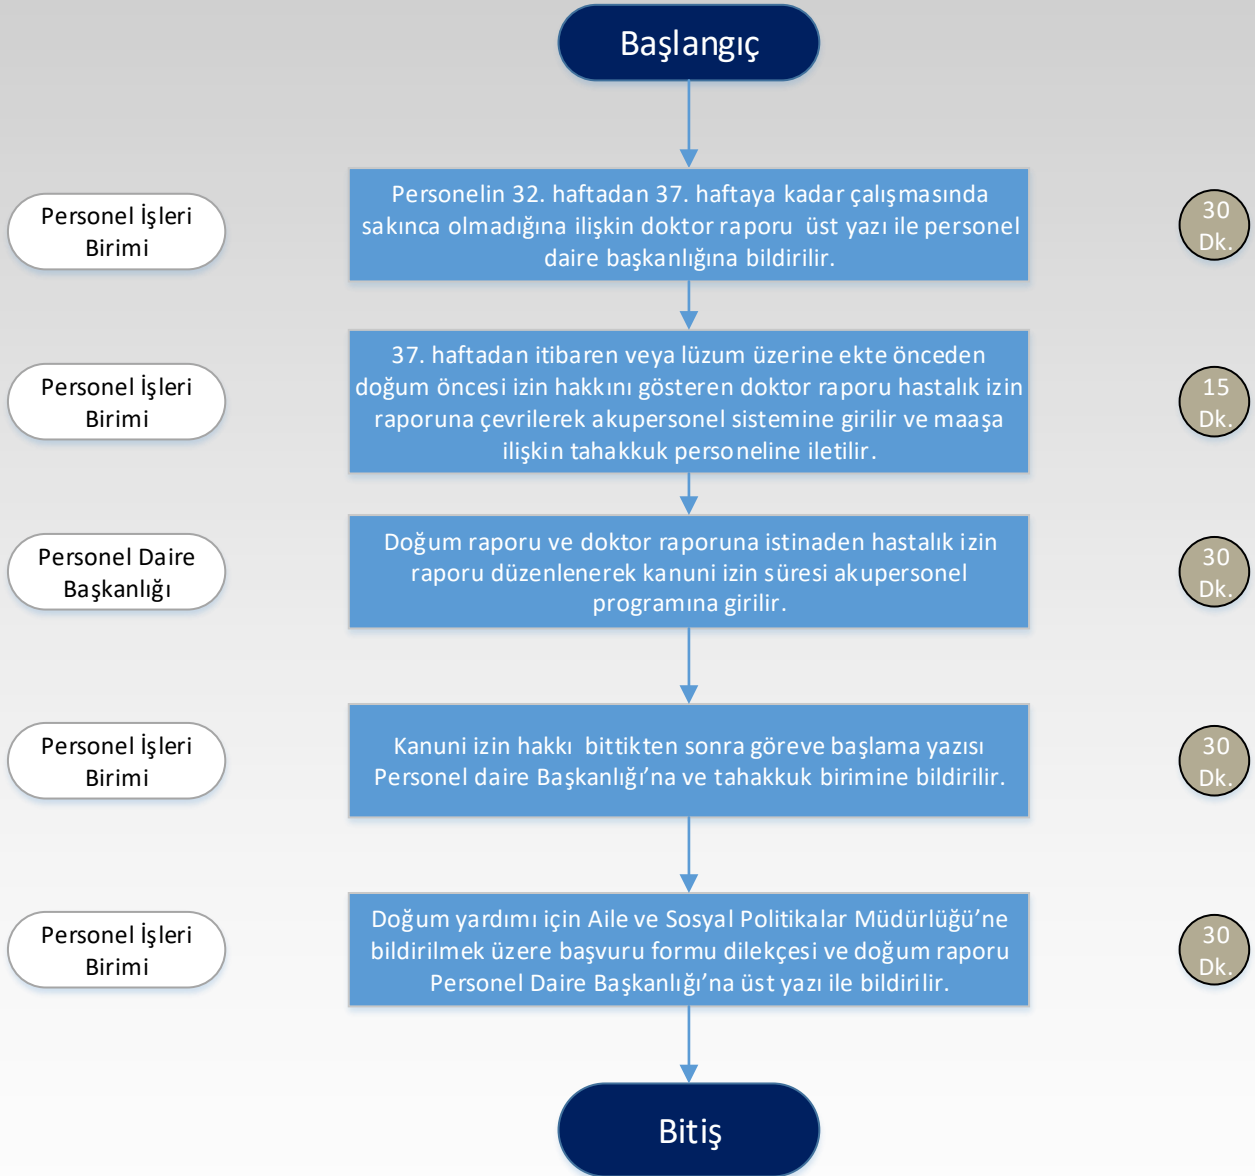 Başlangıç
Personel İşleri
Birimi
Personelin 32. haftadan 37. haftaya kadar çalışmasında
sakınca olmadığına ilişkin doktor raporu üst yazı ile personel
daire başkanlığına bildirilir.
30
Dk.
Personel İşleri
Birimi
37. haftadan itibaren veya lüzum üzerine ekte önceden
doğum öncesi izin hakkını gösteren doktor raporu hastalık izin
raporuna çevrilerek akupersonel sistemine girilir ve maaşa
ilişkin tahakkuk personeline iletilir.
15
Dk.
Personel Daire
Başkanlığı
Doğum raporu ve doktor raporuna istinaden hastalık izin
raporu düzenlenerek kanuni izin süresi akupersonel
programına girilir.
30
Dk.
Personel İşleri
Birimi
Kanuni izin hakkı bittikten sonra göreve başlama yazısı
Personel daire Başkanlığı’na ve tahakkuk birimine bildirilir.
30
Dk.
Personel İşleri
Birimi
Doğum yardımı için Aile ve Sosyal Politikalar Müdürlüğü’ne
bildirilmek üzere başvuru formu dilekçesi ve doğum raporu
Personel Daire Başkanlığı’na üst yazı ile bildirilir.
30
Dk.
Bitiş